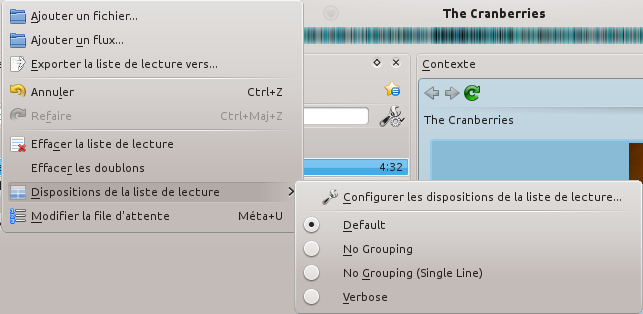 The Cranberries
Ajouter un fichier...
Ajouter un flux...
Exporter la liste de lecture vers...
Annuler Ctrl+Z
Refaire Ctrl+Maj+Z
Effacer la liste de lecture
Effacer les doublons
Dispositions de la liste de lecture
Modifier la file d'attente Méta+U
4:32
Contexte
The Cranberries
Configurer les dispositions de la liste de lecture...
Default
No Grouping
No Grouping (Single Line)
Verbose